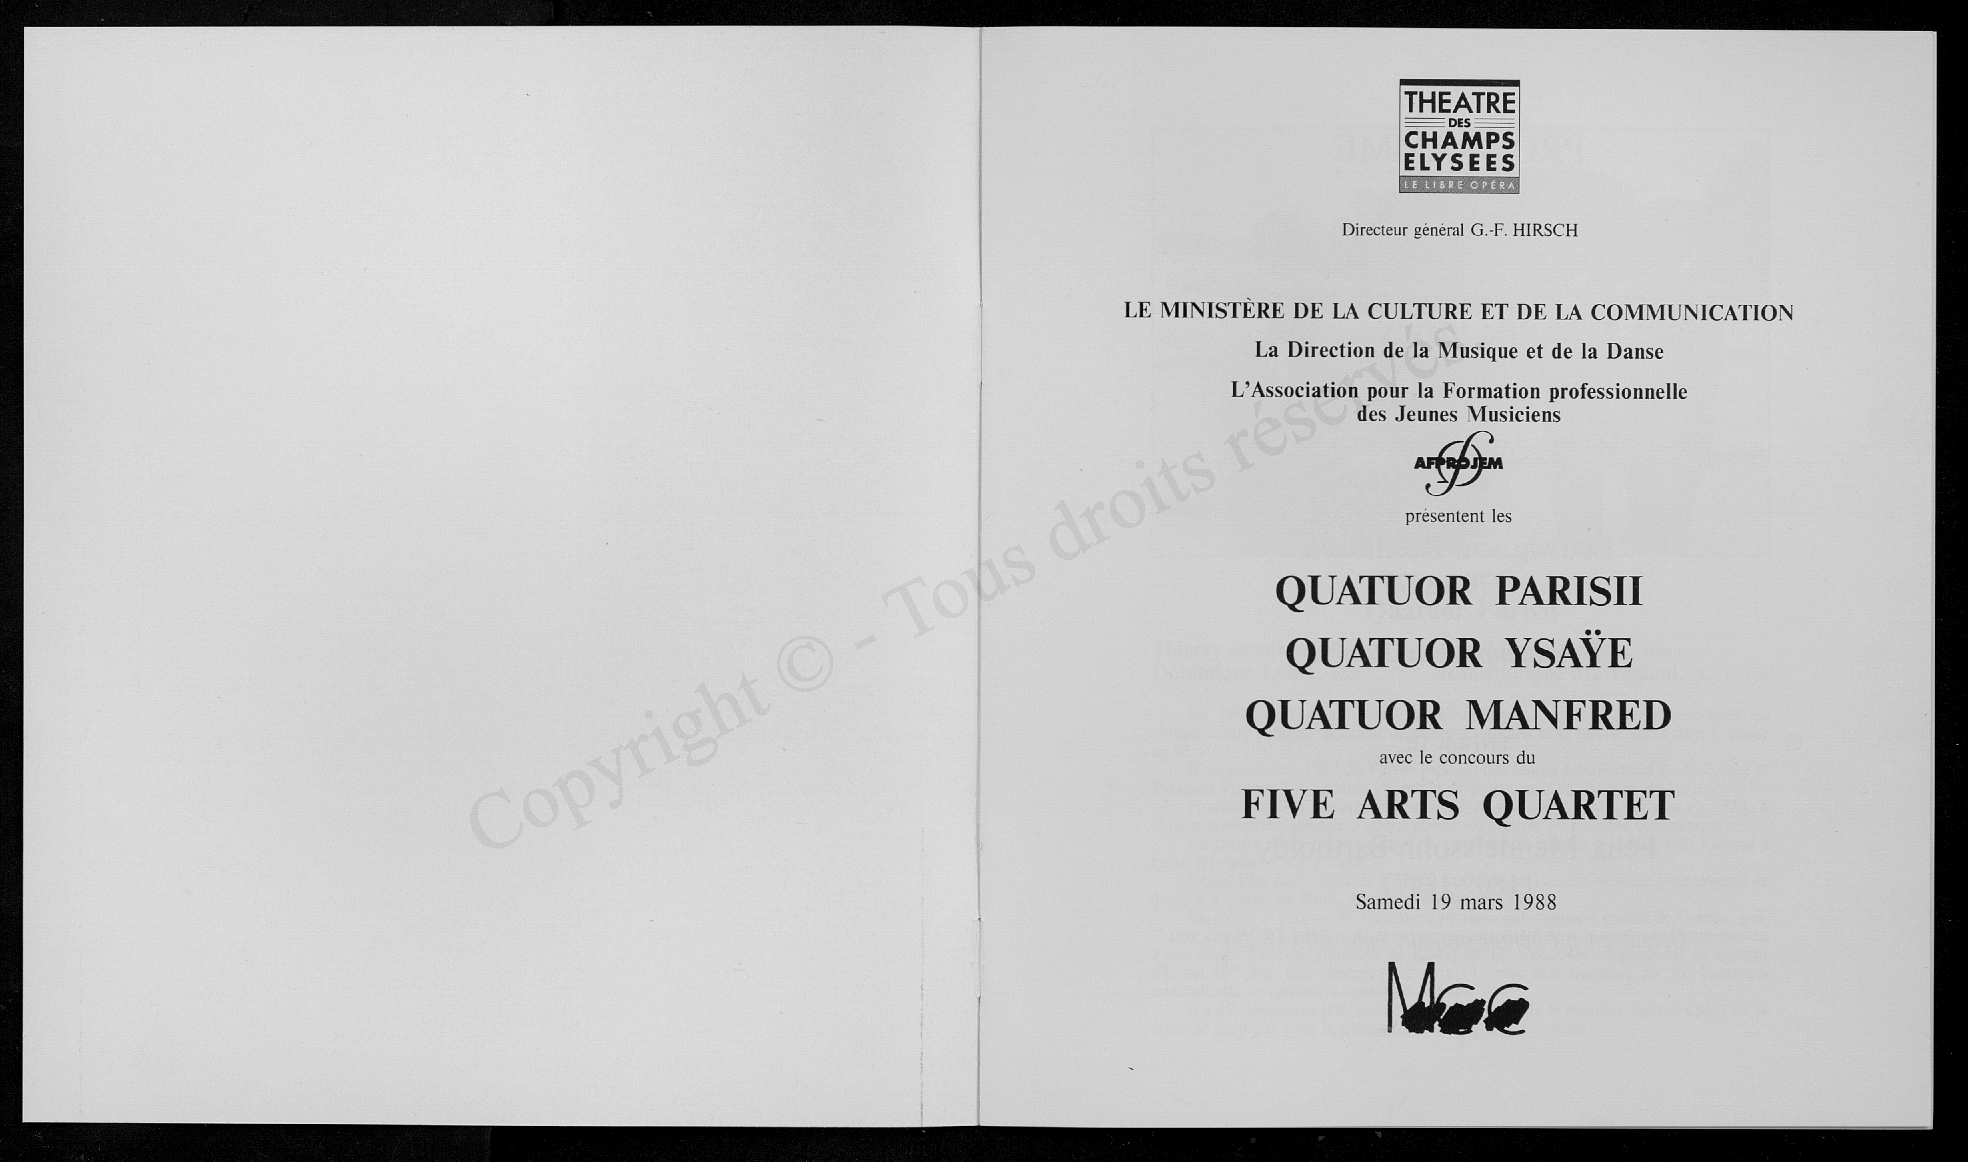 THEATRE
DES
CHAMPS
ELYSEES
LE LIBRE OPÉRA
Directeur général G.-F. HIRSCH
LE MINISTÈRE DE LA CULTURE ET DE LA COMMUNICATION
La Direction de la Musique et de la Danse
L'Association pour la Formation professionnelle
des Jeunes Musiciens
AFPROJEM
présentent les
QUATUOR PARISII
QUATUOR YSAŸE
QUATUOR MANFRED
avec le concours du
FIVE ARTS QUARTET
Samedi 19 mars 1988
Mcc
Copyright © - Tous droits réservés